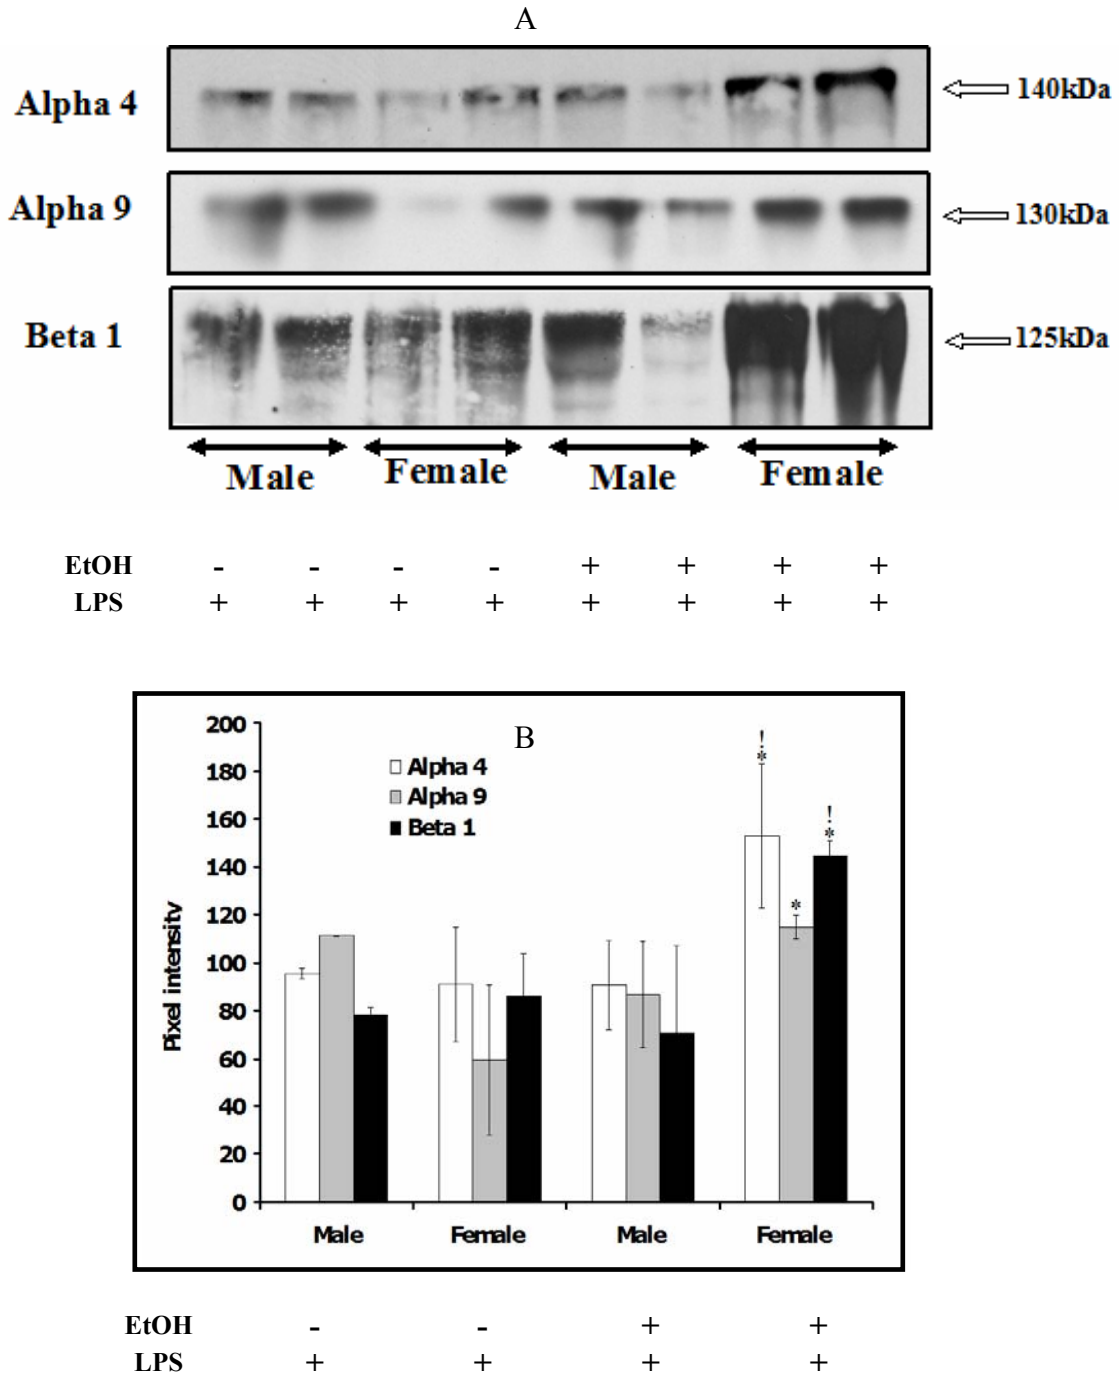 A
Alpha 4
140kDa
Alpha 9
130kDa
Beta 1
125kDa
Male Female Male Female
EtOH - - - - + + + +
LPS + + + + + + + +
B
200
180
160
140
120
100
80
60
40
20
0
Pixel intensity
Alpha 4
Alpha 9
Beta 1
!
*
*
!
*
Male Female Male Female
EtOH - - + +
LPS + + + +